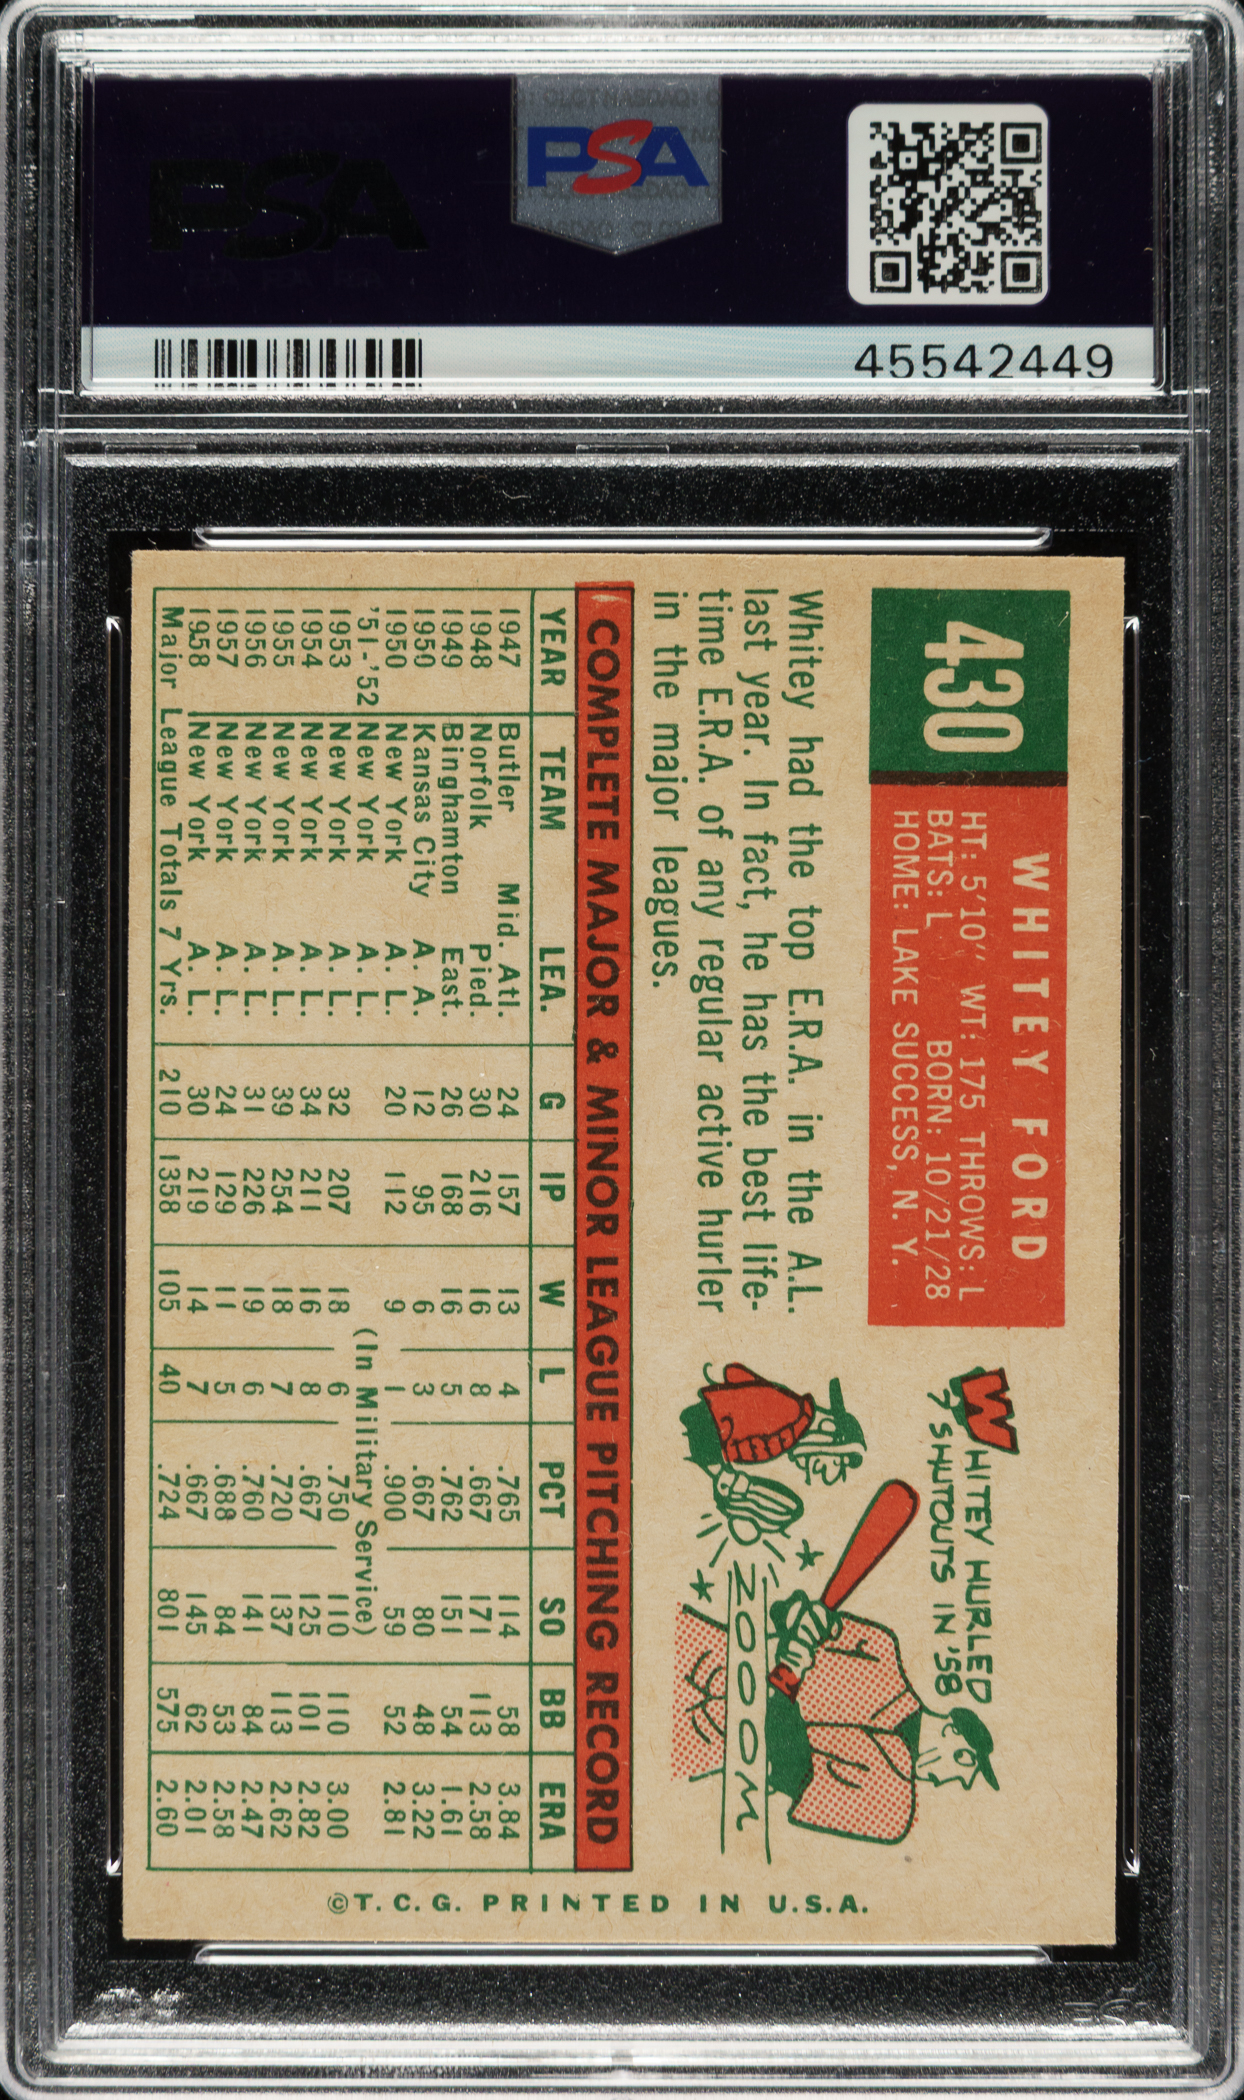 PSA
PSA
45542449
430
WHITEY FORD
HT: 5'10" WT: 175 THROWS: L
BATS: L BORN: 10/21/28
HOME: LAKE SUCCESS, N. Y.
Whitey had the top E.R.A. in the A.L.
last year. In fact, he has the best life-
time E.R.A. of any regular active hurler
in the major leagues.
WHITEY HURLED
7 SHUTOUTS IN '58
ZOOOM
COMPLETE MAJOR & MINOR LEAGUE PITCHING RECORD
YEAR TEAM LEA. G IP W L PCT SO BB ERA
1947 Butler Mid. Atl. 24 157 13 4 .765 114 58 3.84
1948 Norfolk Pied. 30 216 16 8 .667 171 113 2.58
1949 Binghamton East. 26 168 16 5 .762 151 54 1.61
1950 Kansas City A. A. 12 95 6 3 .667 80 48 3.22
1950 New York A. L. 20 112 9 1 .900 59 52 2.81
'51-'52 New York A. L. (In Military Service)
1953 New York A. L. 32 207 18 6 .750 110 110 3.00
1954 New York A. L. 34 211 16 8 .667 125 101 2.82
1955 New York A. L. 39 254 18 7 .720 137 113 2.62
1956 New York A. L. 31 226 19 6 .760 141 84 2.47
1957 New York A. L. 24 129 11 5 .688 84 53 2.58
1958 New York A. L. 30 219 14 7 .667 145 62 2.01
Major League Totals 7 Yrs. 210 1358 105 40 .724 801 575 2.60
©T. C. G. PRINTED IN U.S.A.